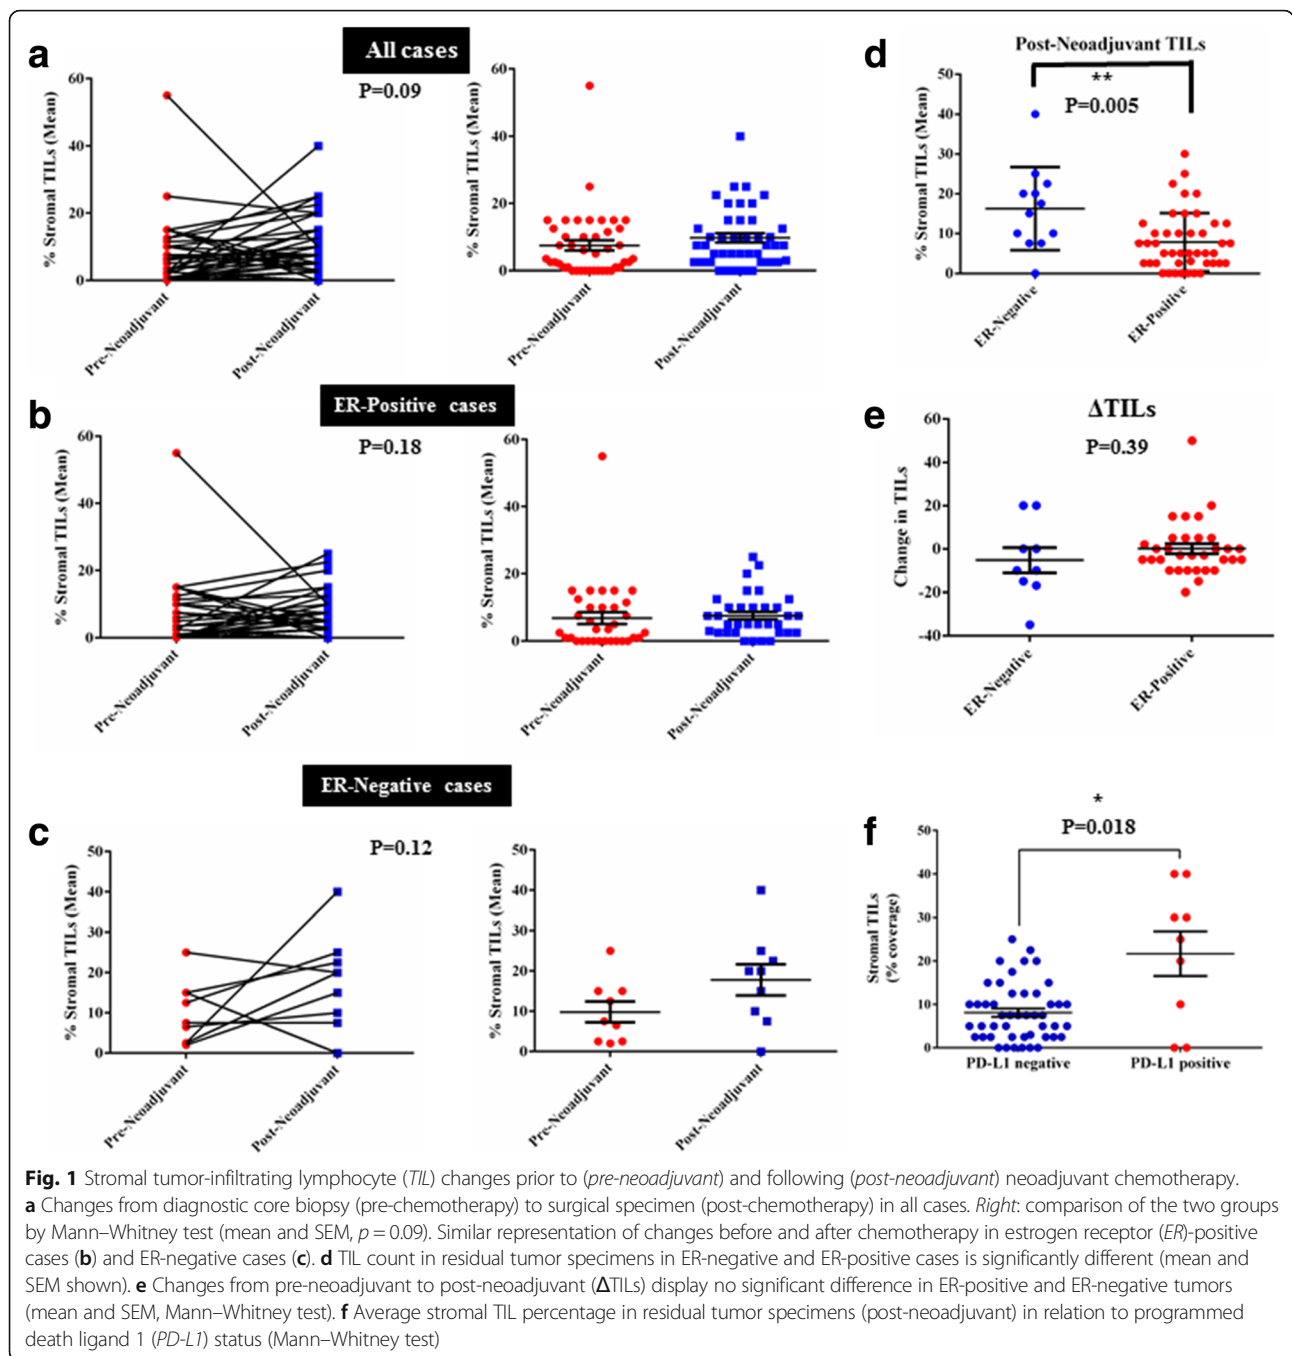 a
All cases
P=0.09
% Stromal TILs (Mean)
60
40
20
0
Pre-Neoadjuvant
Post-Neoadjuvant
% Stromal TILs (Mean)
60
40
20
0
Pre-Neoadjuvant
Post-Neoadjuvant
d
Post-Neoadjuvant TILs
**
P=0.005
% Stromal TILs (Mean)
50
40
30
20
10
0
ER-Negative
ER-Positive
b
ER-Positive cases
P=0.18
% Stromal TILs (Mean)
60
40
20
0
Pre-Neoadjuvant
Post-Neoadjuvant
% Stromal TILs (Mean)
60
40
20
0
Pre-Neoadjuvant
Post-Neoadjuvant
e
ΔTILs
P=0.39
Change in TILs
60
40
20
0
-20
-40
ER-Negative
ER-Positive
c
ER-Negative cases
P=0.12
% Stromal TILs (Mean)
50
40
30
20
10
0
Pre-Neoadjuvant
Post-Neoadjuvant
% Stromal TILs (Mean)
50
40
30
20
10
0
Pre-Neoadjuvant
Post-Neoadjuvant
f
*
P=0.018
Stromal TILs
(% coverage)
50
40
30
20
10
0
PD-L1 negative
PD-L1 positive
Fig. 1 Stromal tumor-infiltrating lymphocyte (TIL) changes prior to (pre-neoadjuvant) and following (post-neoadjuvant) neoadjuvant chemotherapy.
a Changes from diagnostic core biopsy (pre-chemotherapy) to surgical specimen (post-chemotherapy) in all cases. Right: comparison of the two groups
by Mann–Whitney test (mean and SEM, p = 0.09). Similar representation of changes before and after chemotherapy in estrogen receptor (ER)-positive
cases (b) and ER-negative cases (c). d TIL count in residual tumor specimens in ER-negative and ER-positive cases is significantly different (mean and
SEM shown). e Changes from pre-neoadjuvant to post-neoadjuvant (ΔTILs) display no significant difference in ER-positive and ER-negative tumors
(mean and SEM, Mann–Whitney test). f Average stromal TIL percentage in residual tumor specimens (post-neoadjuvant) in relation to programmed
death ligand 1 (PD-L1) status (Mann–Whitney test)